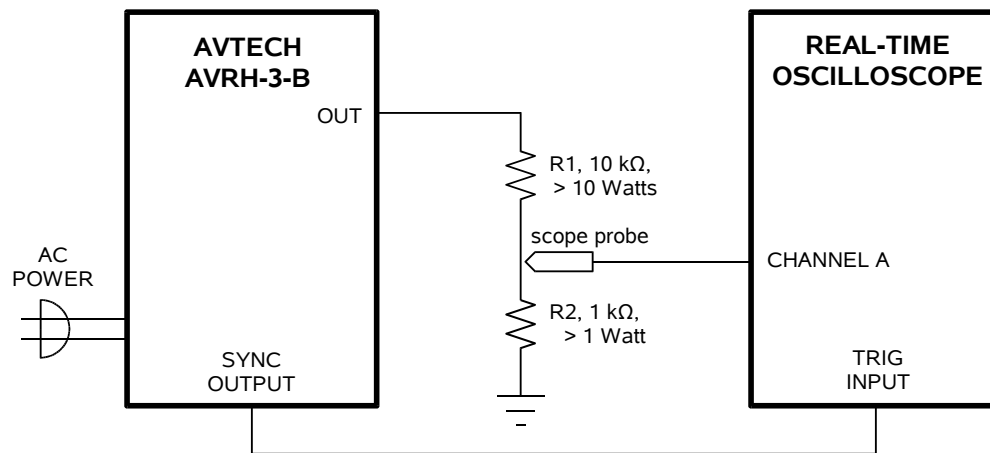 AVTECH
AVRH-3-B
OUT
SYNC
OUTPUT
AC
POWER
R1, 10 kΩ,
> 10 Watts
scope probe
R2, 1 kΩ,
> 1 Watt
REAL-TIME
OSCILLOSCOPE
CHANNEL A
TRIG
INPUT